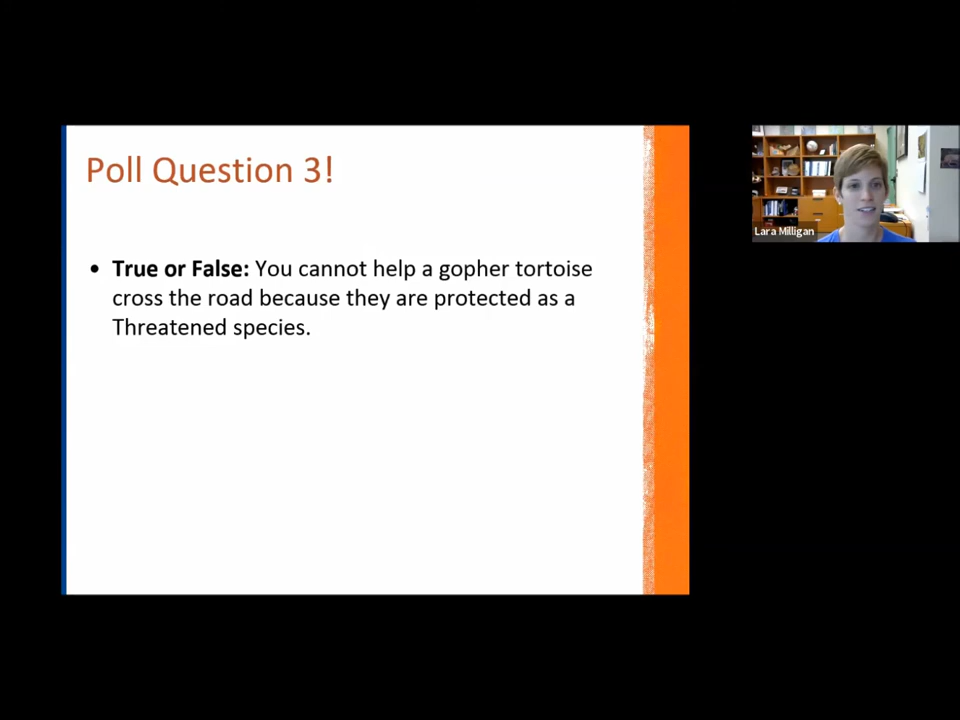 Poll Question 3!
• True or False: You cannot help a gopher tortoise
cross the road because they are protected as a
Threatened species.
Lara Milligan